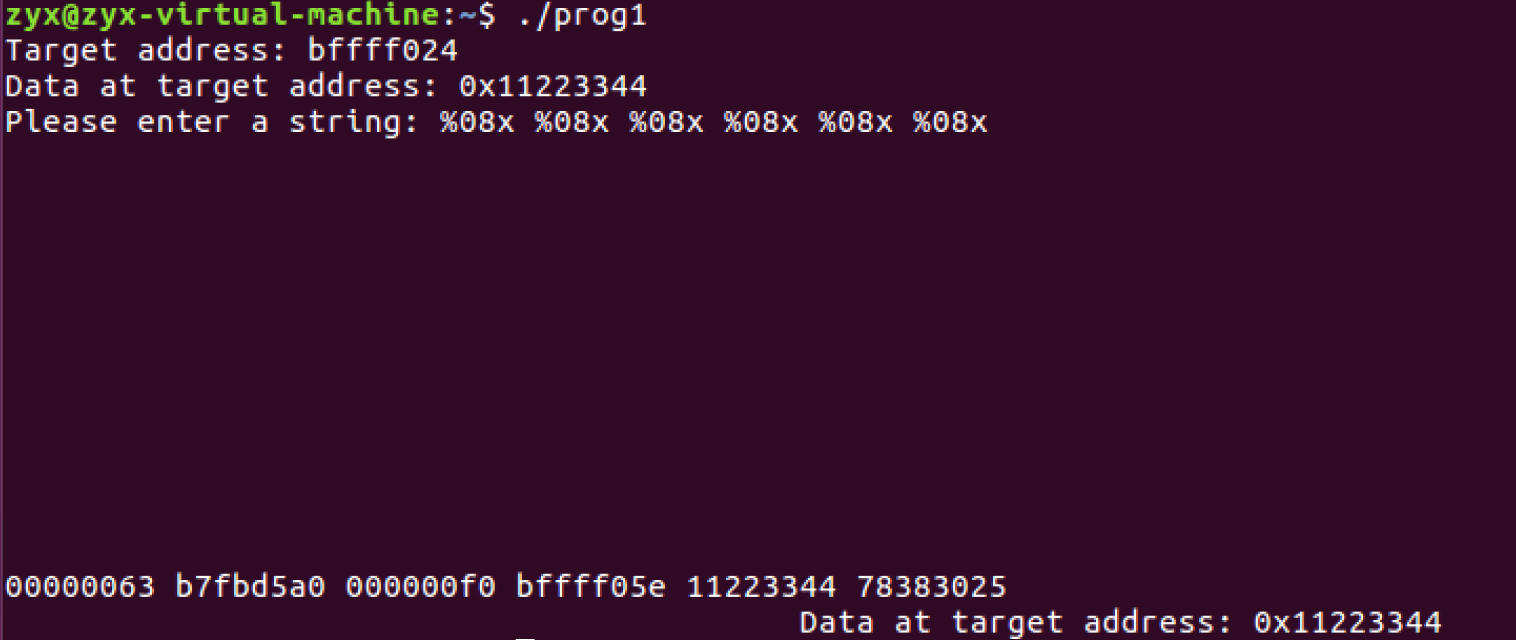 zyx@zyx-virtual-machine:~$ ./prog1
Target address: bffff024
Data at target address: 0x11223344
Please enter a string: %08x %08x %08x %08x %08x %08x
00000063 b7fbd5a0 000000f0 bffff05e 11223344 78383025
Data at target address: 0x11223344